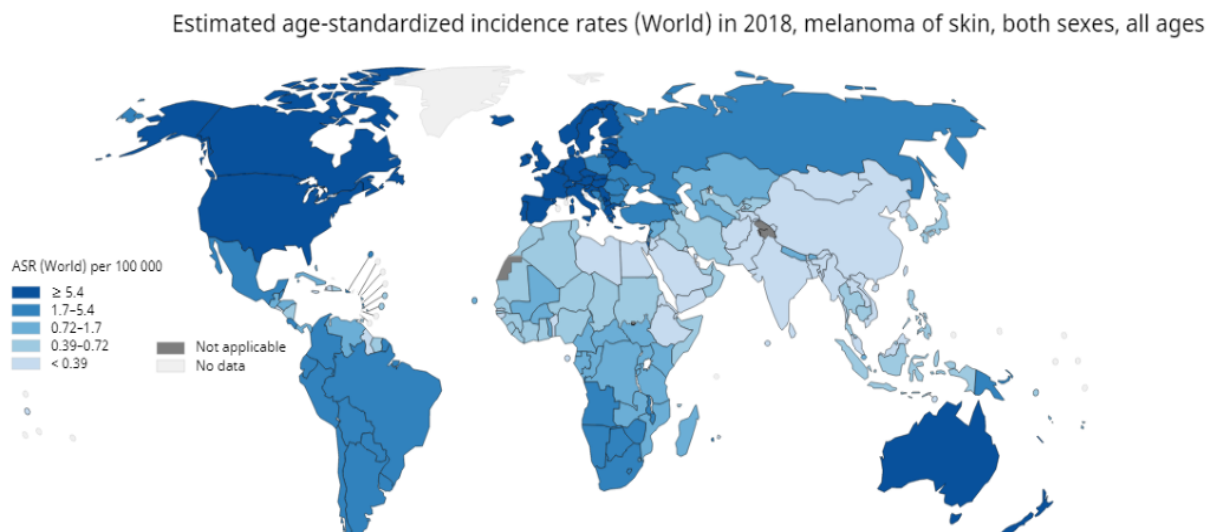 Estimated age-standardized incidence rates (World) in 2018, melanoma of skin, both sexes, all ages
ASR (World) per 100 000
≥ 5.4
1.7–5.4
0.72–1.7
0.39–0.72
< 0.39
Not applicable
No data